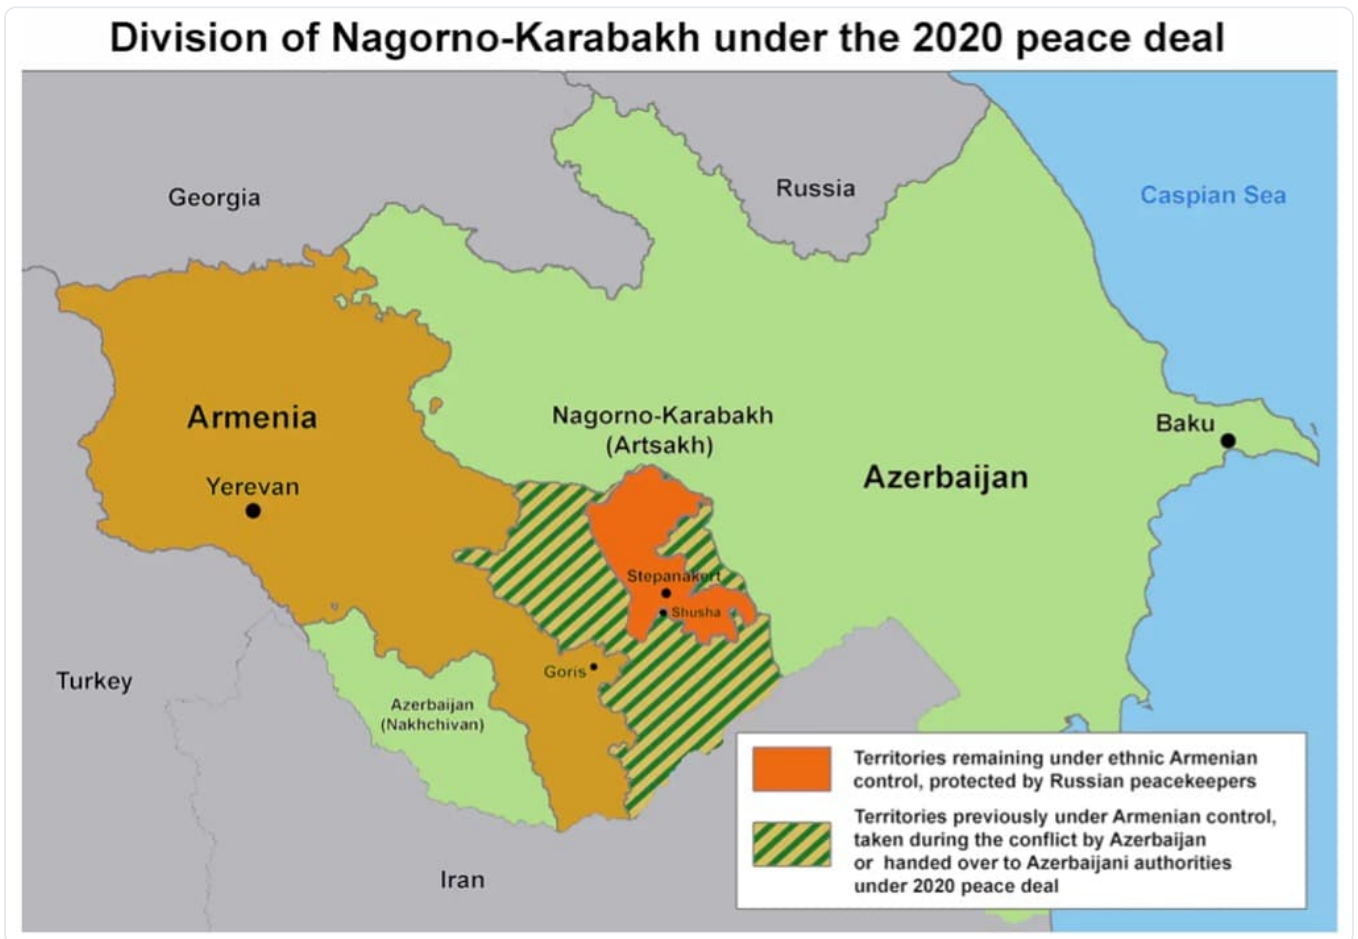 Division of Nagorno-Karabakh under the 2020 peace deal
Georgia
Russia
Caspian Sea
Armenia
Yerevan
Nagorno-Karabakh
(Artsakh)
Azerbaijan
Baku
Stepanakert
Shusha
Goris
Turkey
Azerbaijan
(Nakhchivan)
Iran
Territories remaining under ethnic Armenian
control, protected by Russian peacekeepers
Territories previously under Armenian control,
taken during the conflict by Azerbaijan
or handed over to Azerbaijani authorities
under 2020 peace deal